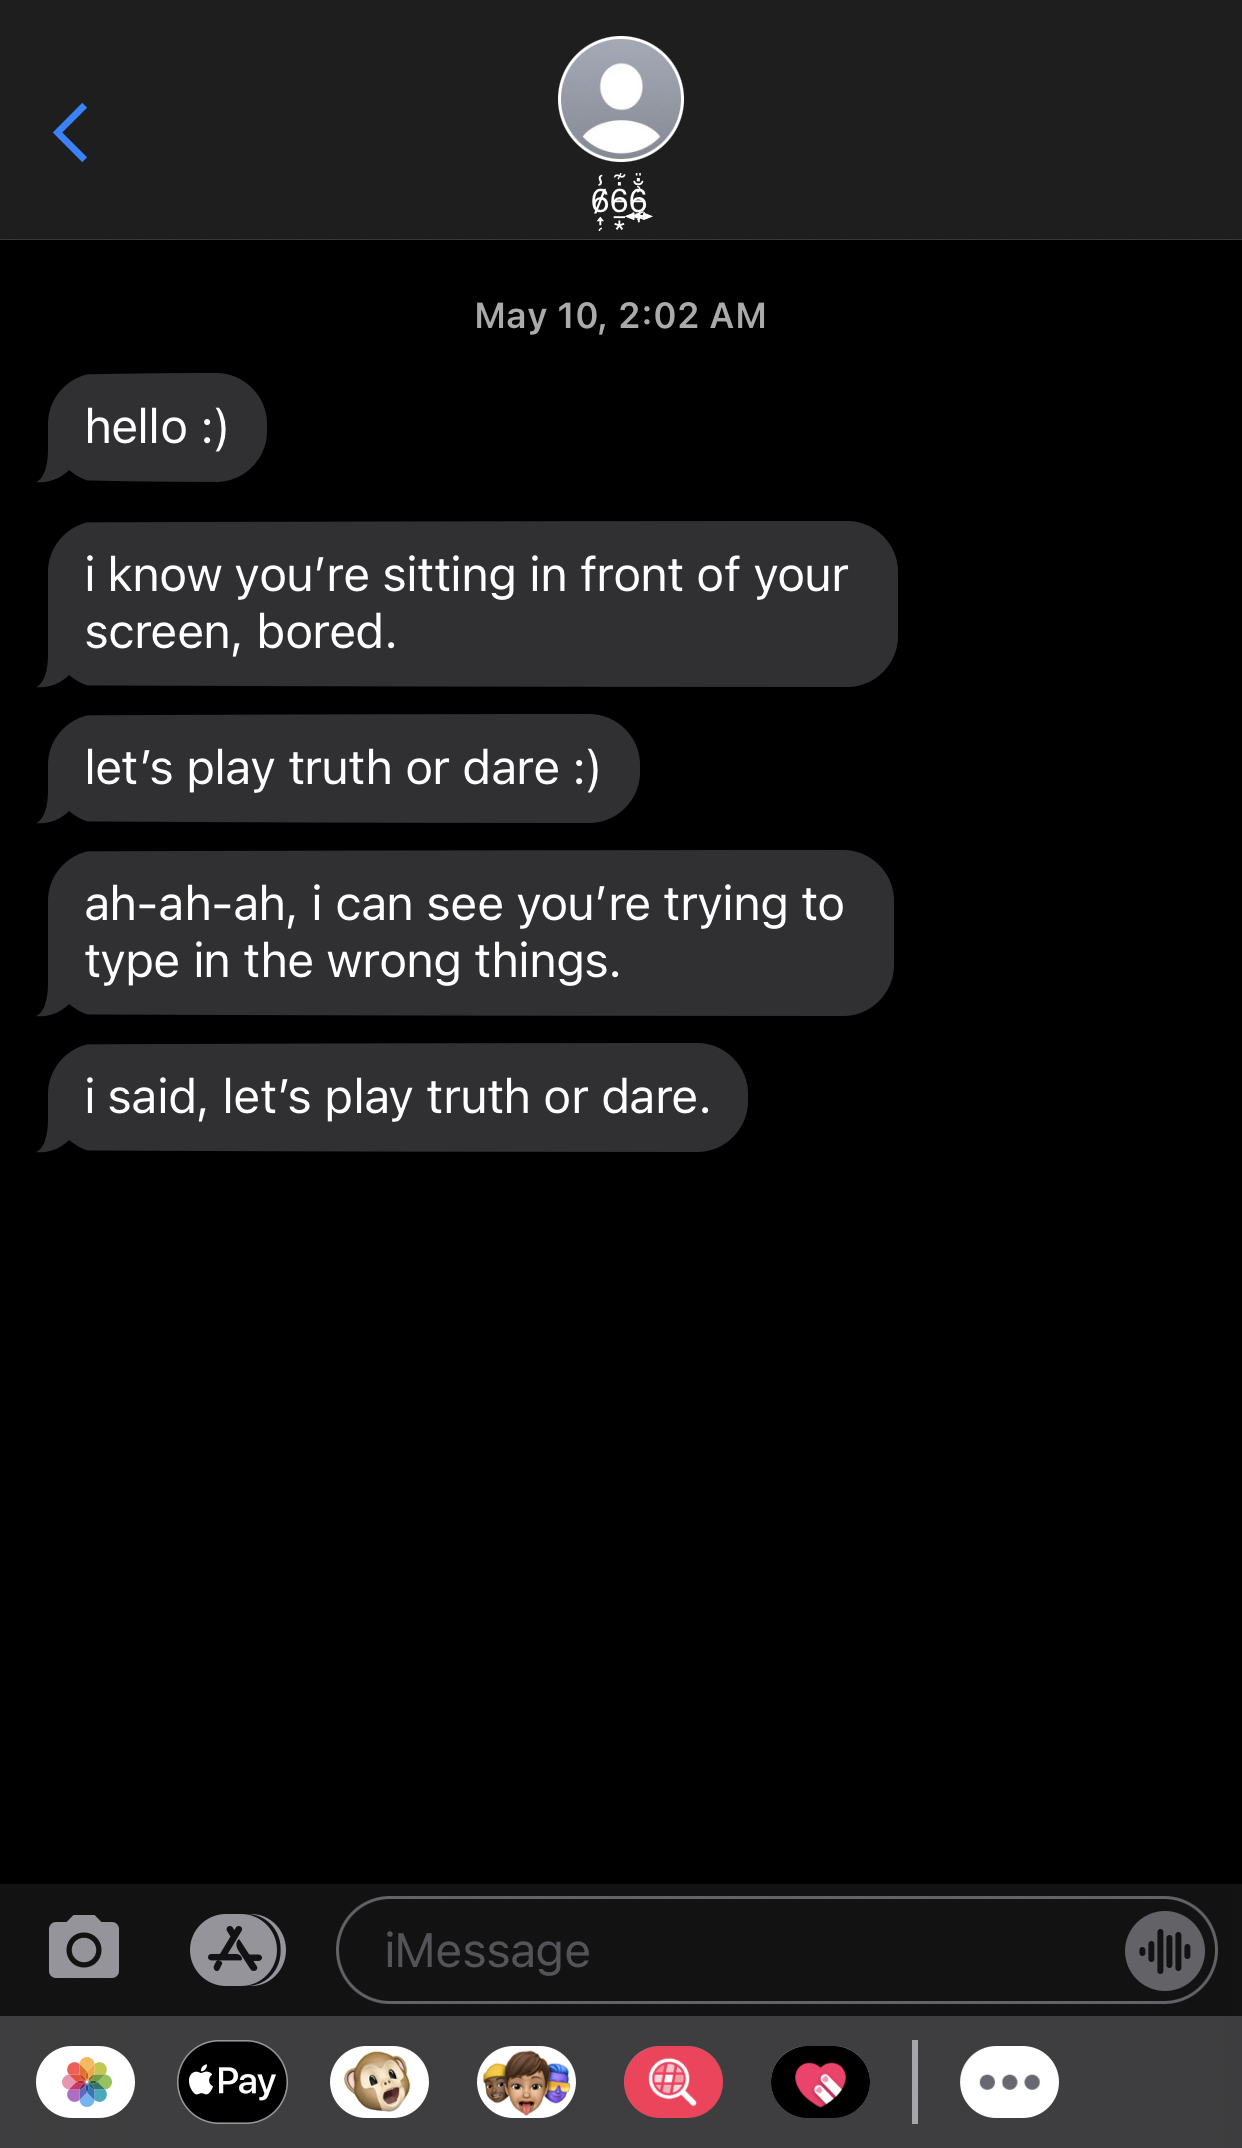 666
May 10, 2:02 AM
hello :)
i know you’re sitting in front of your
screen, bored.
let’s play truth or dare :)
ah-ah-ah, i can see you’re trying to
type in the wrong things.
i said, let’s play truth or dare.
iMessage
Pay